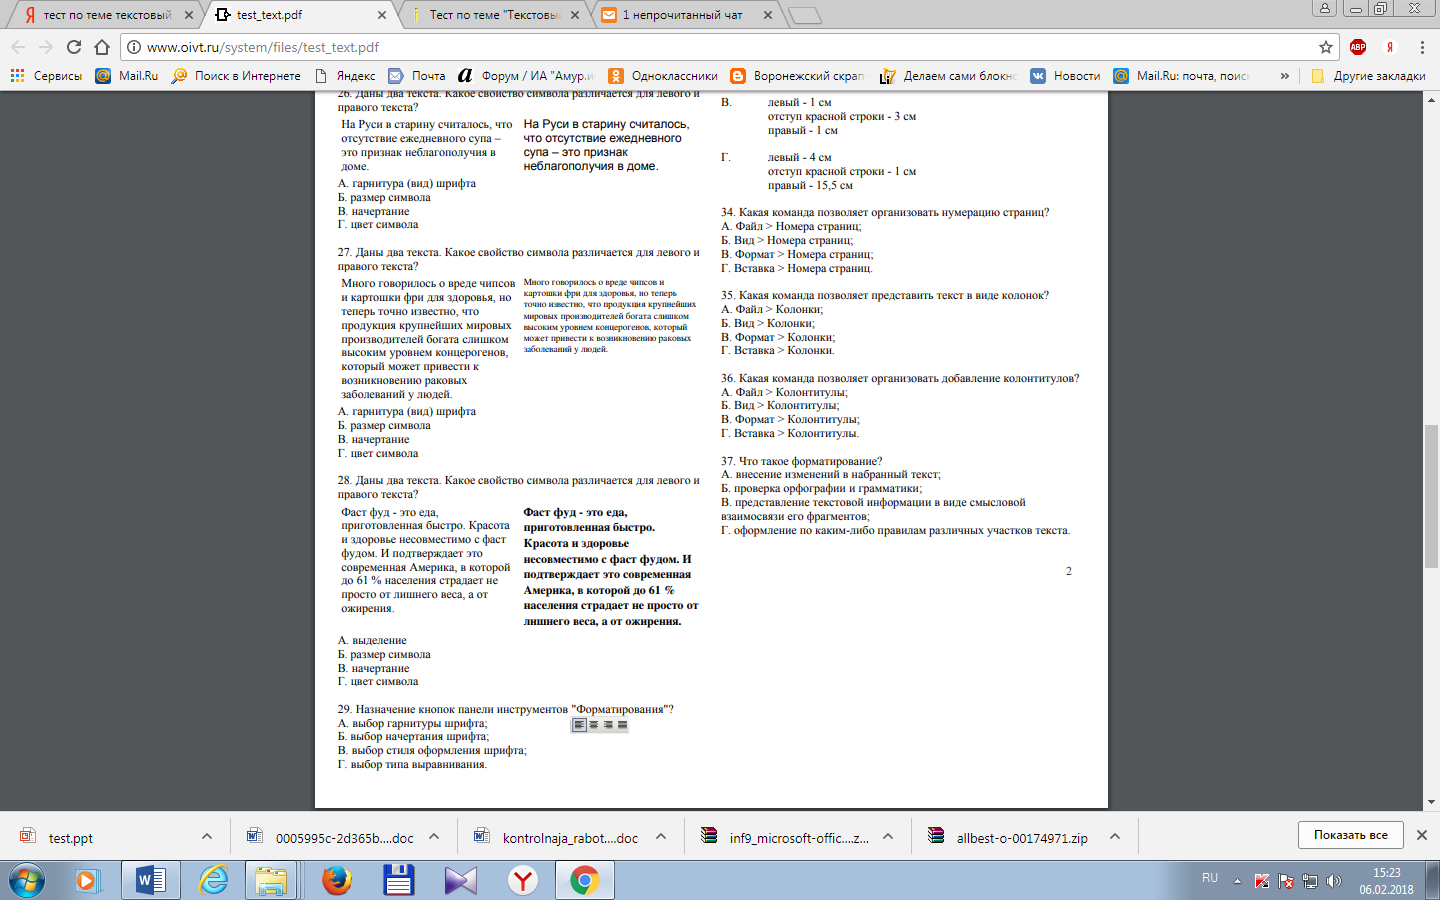 тест по теме текстовый
test_text.pdf
Тест по теме "Текстовый
1 непрочитанный чат
www.oivt.ru/system/files/test_text.pdf
ABP
Сервисы
Mail.Ru
Поиск в Интернете
Яндекс
Почта
Форум / ИА "Амур.и
Одноклассники
Воронежский скрап
Делаем сами блокно
Новости
Mail.Ru: почта, поиск
»
Другие закладки
26. Даны два текста. Какое свойство символа различается для левого и
правого текста?
На Руси в старину считалось, что
отсутствие ежедневного супа –
это признак неблагополучия в
доме.
На Руси в старину считалось,
что отсутствие ежедневного
супа – это признак
неблагополучия в доме.
А. гарнитура (вид) шрифта
Б. размер символа
В. начертание
Г. цвет символа
27. Даны два текста. Какое свойство символа различается для левого и
правого текста?
Много говорилось о вреде чипсов
и картошки фри для здоровья, но
теперь точно известно, что
продукция крупнейших мировых
производителей богата слишком
высоким уровнем концерогенов,
который может привести к
возникновению раковых
заболеваний у людей.
Много говорилось о вреде чипсов и
картошки фри для здоровья, но теперь
точно известно, что продукция крупнейших
мировых производителей богата слишком
высоким уровнем концерогенов, который
может привести к возникновению раковых
заболеваний у людей.
А. гарнитура (вид) шрифта
Б. размер символа
В. начертание
Г. цвет символа
28. Даны два текста. Какое свойство символа различается для левого и
правого текста?
Фаст фуд - это еда,
приготовленная быстро. Красота
и здоровье несовместимо с фаст
фудом. И подтверждает это
современная Америка, в которой
до 61 % населения страдает не
просто от лишнего веса, а от
ожирения.
Фаст фуд - это еда,
приготовленная быстро.
Красота и здоровье
несовместимо с фаст фудом. И
подтверждает это современная
Америка, в которой до 61 %
населения страдает не просто от
лишнего веса, а от ожирения.
А. выделение
Б. размер символа
В. начертание
Г. цвет символа
29. Назначение кнопок панели инструментов "Форматирования"?
А. выбор гарнитуры шрифта;
Б. выбор начертания шрифта;
В. выбор стиля оформления шрифта;
Г. выбор типа выравнивания.
В. левый - 1 см
отступ красной строки - 3 см
правый - 1 см
Г. левый - 4 см
отступ красной строки - 1 см
правый - 15,5 см
34. Какая команда позволяет организовать нумерацию страниц?
А. Файл > Номера страниц;
Б. Вид > Номера страниц;
В. Формат > Номера страниц;
Г. Вставка > Номера страниц.
35. Какая команда позволяет представить текст в виде колонок?
А. Файл > Колонки;
Б. Вид > Колонки;
В. Формат > Колонки;
Г. Вставка > Колонки.
36. Какая команда позволяет организовать добавление колонтитулов?
А. Файл > Колонтитулы;
Б. Вид > Колонтитулы;
В. Формат > Колонтитулы;
Г. Вставка > Колонтитулы.
37. Что такое форматирование?
А. внесение изменений в набранный текст;
Б. проверка орфографии и грамматики;
В. представление текстовой информации в виде смысловой
взаимосвязи его фрагментов;
Г. оформление по каким-либо правилам различных участков текста.
2
test.ppt
0005995c-2d365b....doc
kontrolnaja_rabot....doc
inf9_microsoft-offic....z...
allbest-o-00174971.zip
Показать все
RU
15:23
06.02.2018